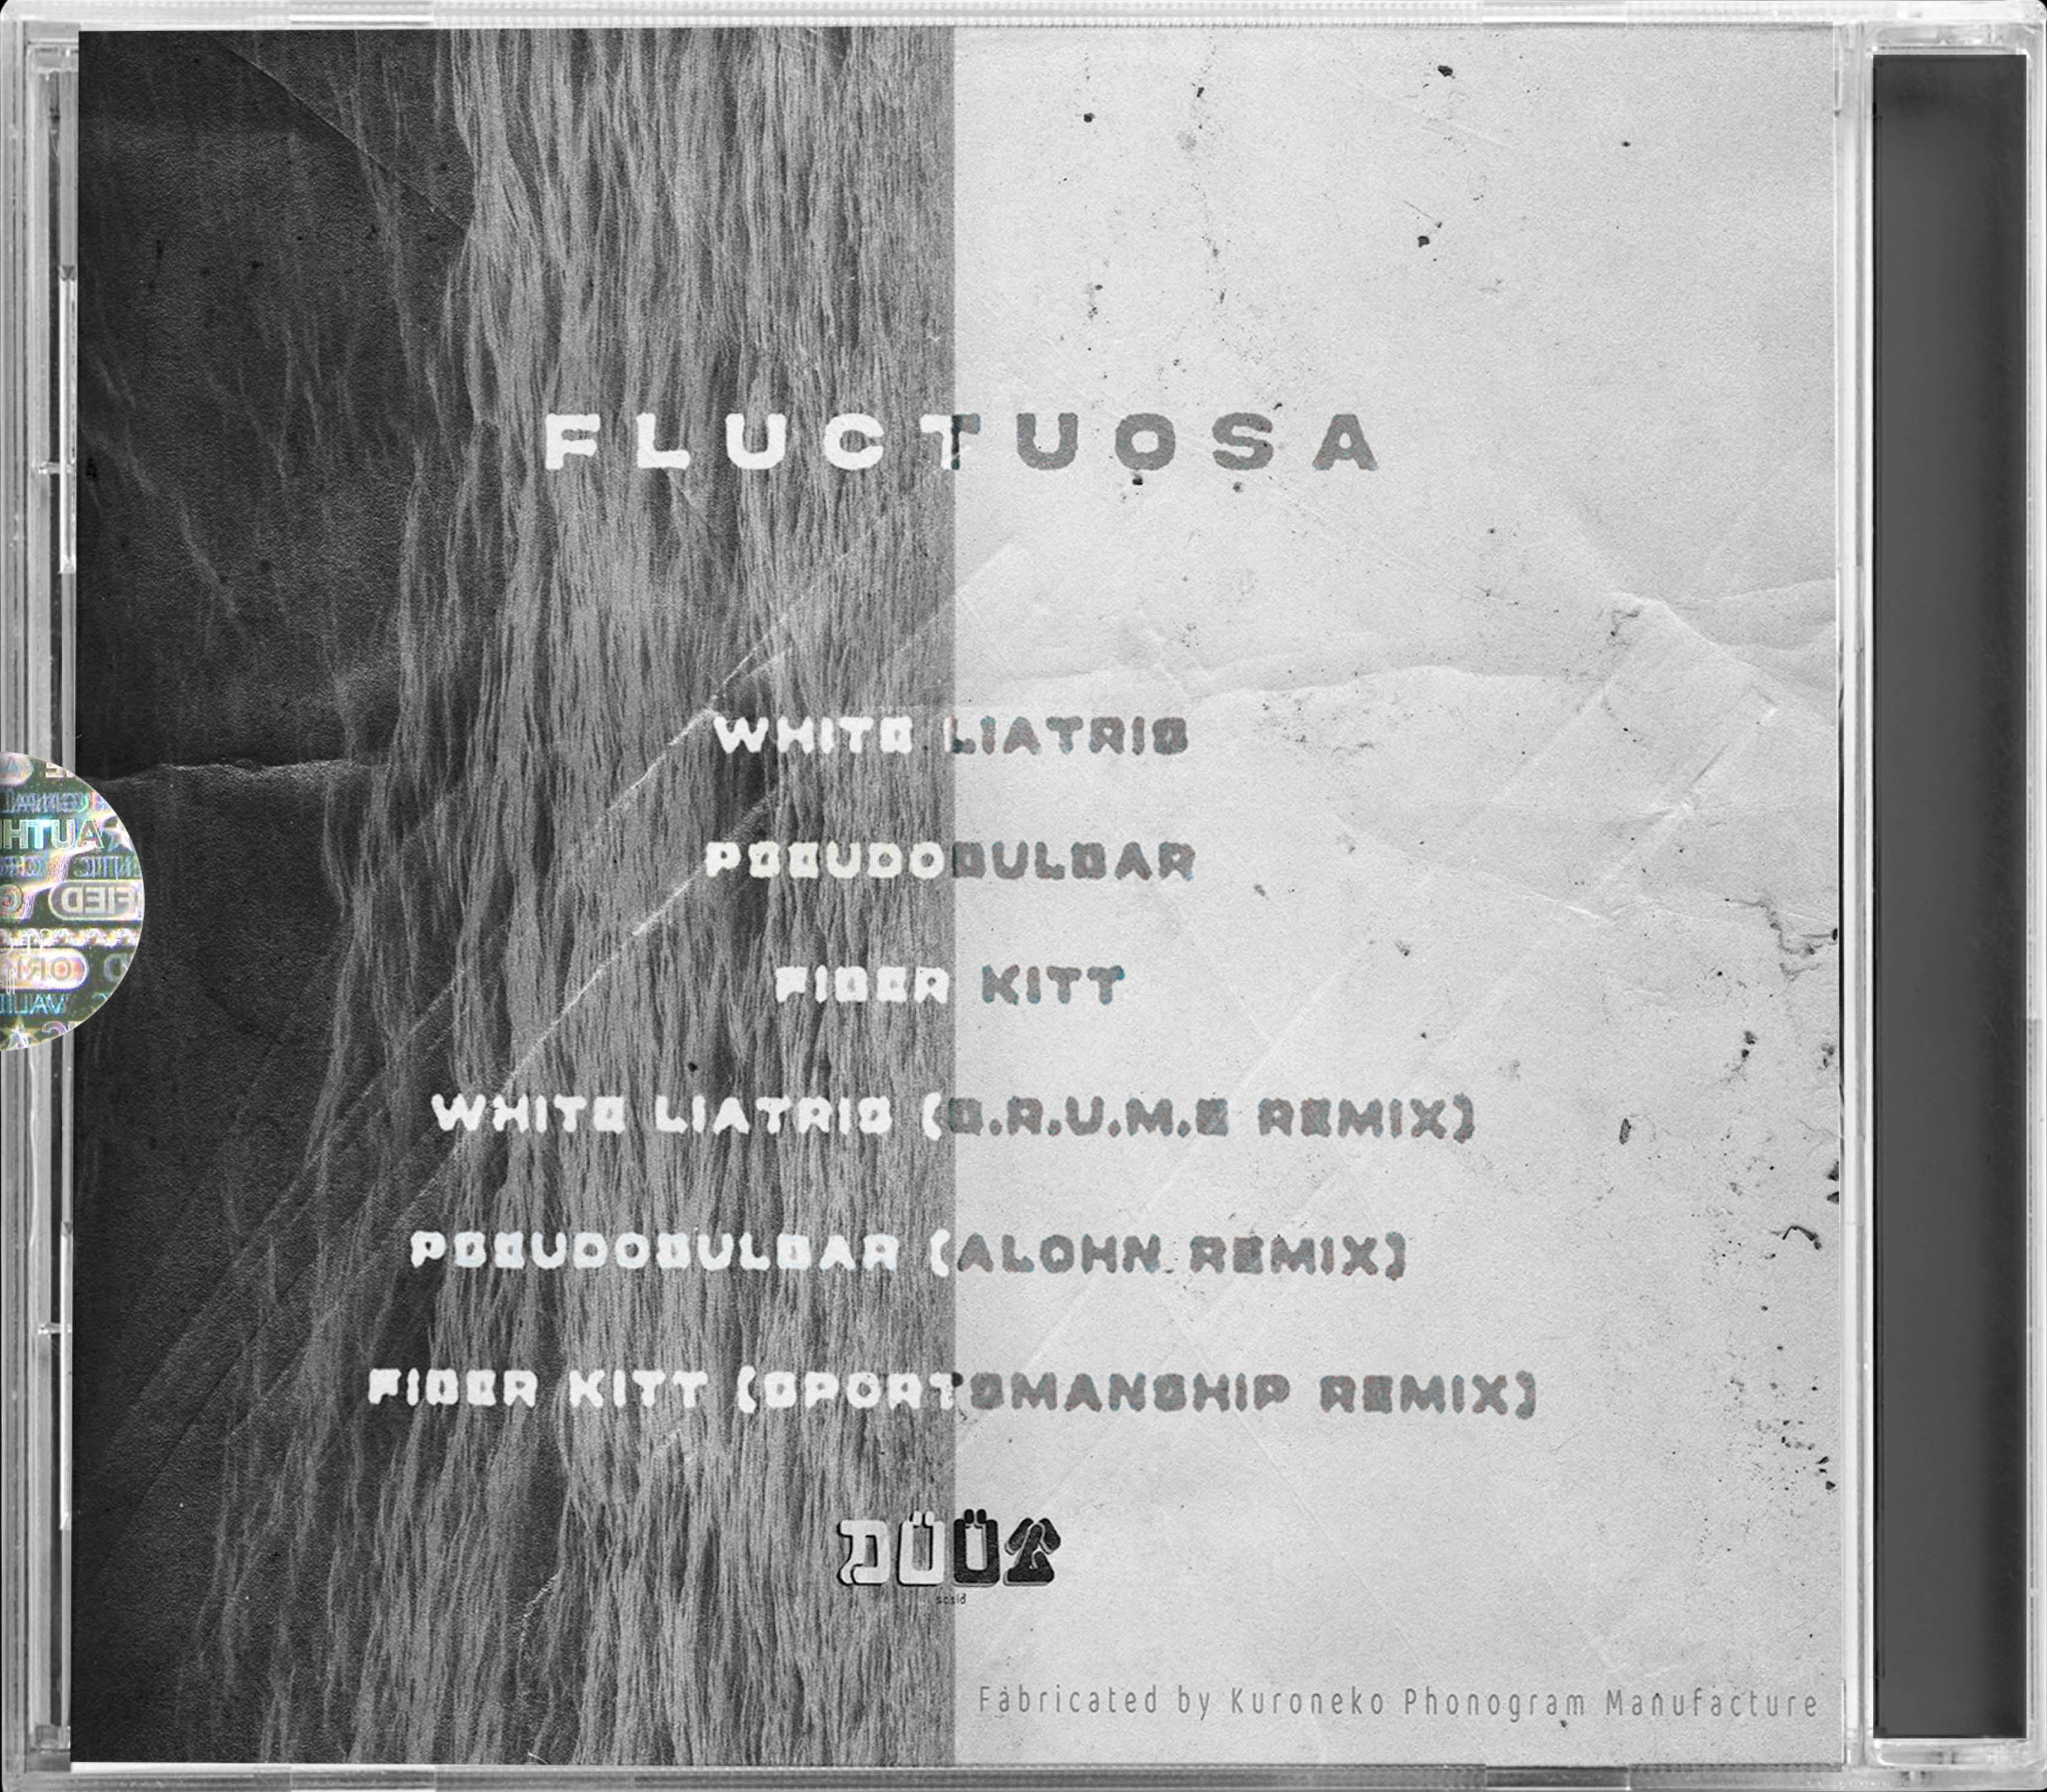 FLUCTUOSA
WHITE LIATRIS
PSEUDOBULBAR
FIBER KITT
WHITE LIATRIS (B.R.U.M.E REMIX)
PSEUDOBULBAR (ALOHN REMIX)
FIBER KITT (SPORTSMANSHIP REMIX)
Fabricated by Kuroneko Phonogram Manufacture